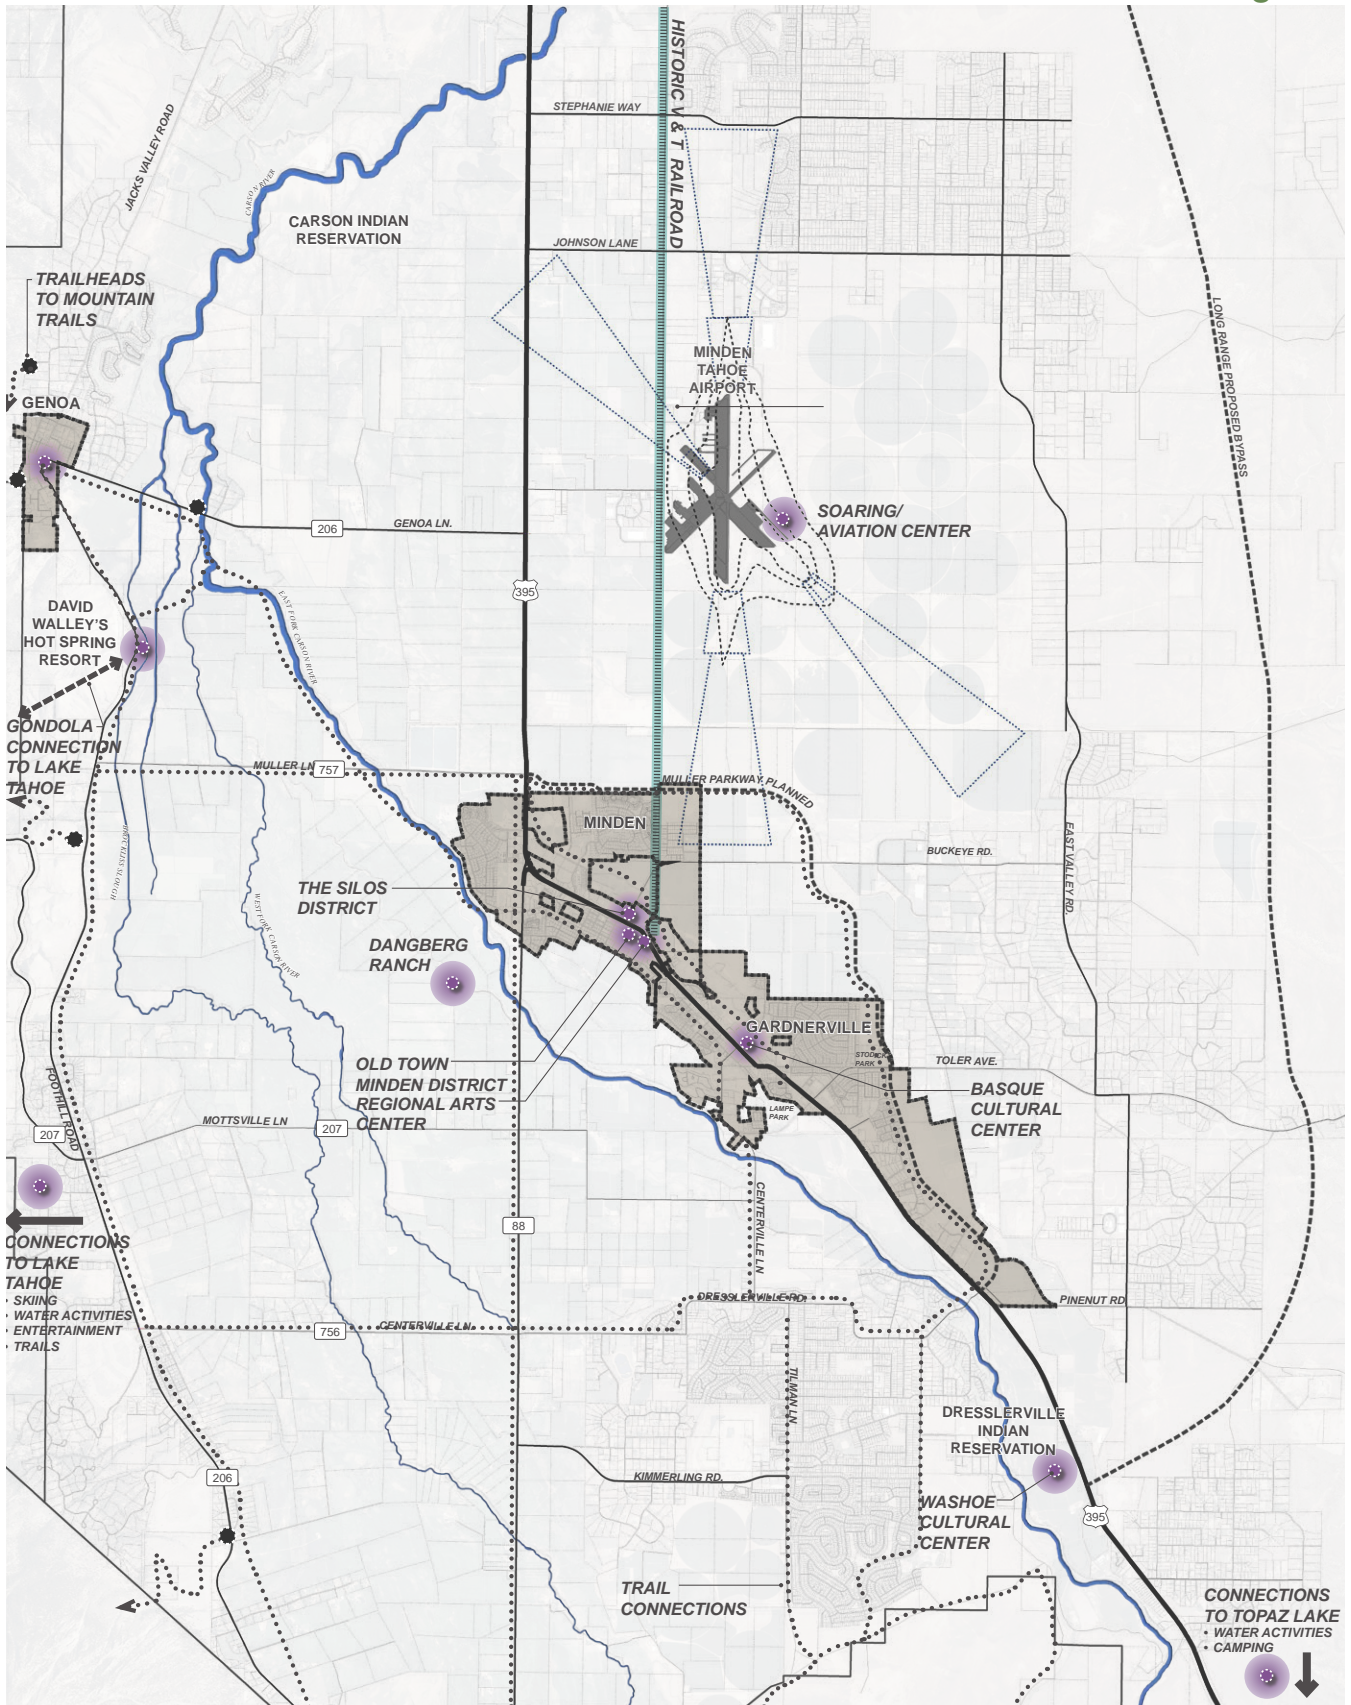 HISTORIC V & T RAILROAD
STEPHANIE WAY
JACKS VALLEY ROAD
CARSON RIVER
CARSON INDIAN
RESERVATION
JOHNSON LANE
TRAILHEADS
TO MOUNTAIN
TRAILS
LONG RANGE PROPOSED BYPASS
MINDEN
TAHOE
AIRPORT
GENOA
SOARING/
AVIATION CENTER
206
GENOA LN.
395
EAST FORK CARSON RIVER
DAVID
WALLEY'S
HOT SPRING
RESORT
GONDOLA
CONNECTION
TO LAKE
TAHOE
MULLER LN
757
MULLER PARKWAY PLANNED
MINDEN
BUCKEYE RD.
EAST VALLEY RD.
BROCKLISS SLOUGH
WEST FORK CARSON RIVER
THE SILOS
DISTRICT
DANGBERG
RANCH
GARDNERVILLE
STODICK
PARK
TOLER AVE.
OLD TOWN
MINDEN DISTRICT
REGIONAL ARTS
CENTER
BASQUE
CULTURAL
CENTER
LAMPE
PARK
FOOTHILL ROAD
207
MOTTSVILLE LN
207
CENTERVILLE LN
88
CONNECTIONS
TO LAKE
TAHOE
• SKIING
• WATER ACTIVITIES
• ENTERTAINMENT
• TRAILS
DRESSLERVILLE RD.
PINENUT RD
756
CENTERVILLE LN.
TILMAN LN
DRESSLERVILLE
INDIAN
RESERVATION
206
KIMMERLING RD.
WASHOE
CULTURAL
CENTER
395
TRAIL
CONNECTIONS
CONNECTIONS
TO TOPAZ LAKE
• WATER ACTIVITIES
• CAMPING